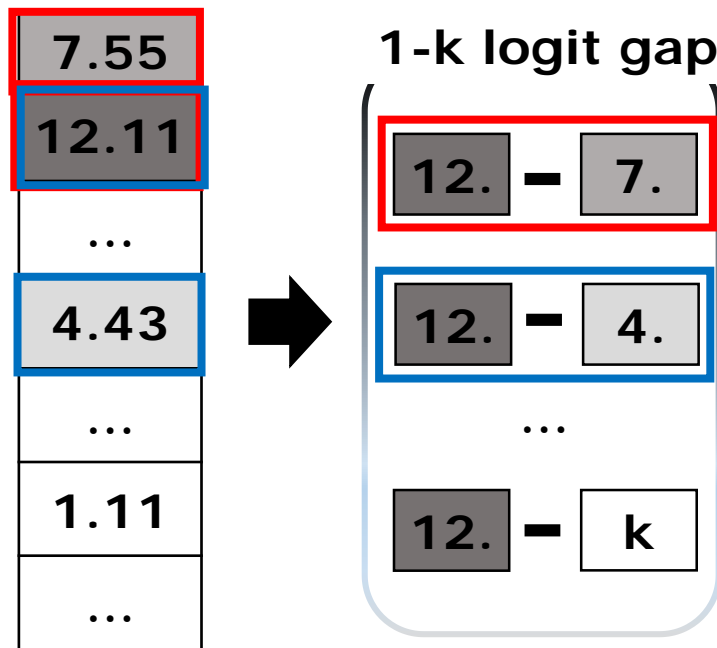 7.55
12.11
...
4.43
...
1.11
...
1-k logit gap
12. - 7.
12. - 4.
...
12. - k